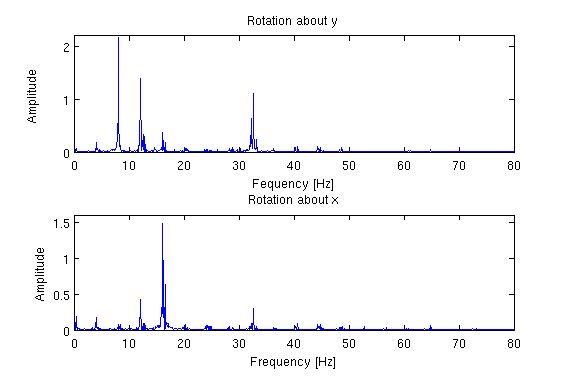 Rotation about y
2
1
0
Amplitude
0 10 20 30 40 50 60 70 80
Fequency [Hz]
Rotation about x
1.5
1
0.5
0
Amplitude
0 10 20 30 40 50 60 70 80
Frequency [Hz]